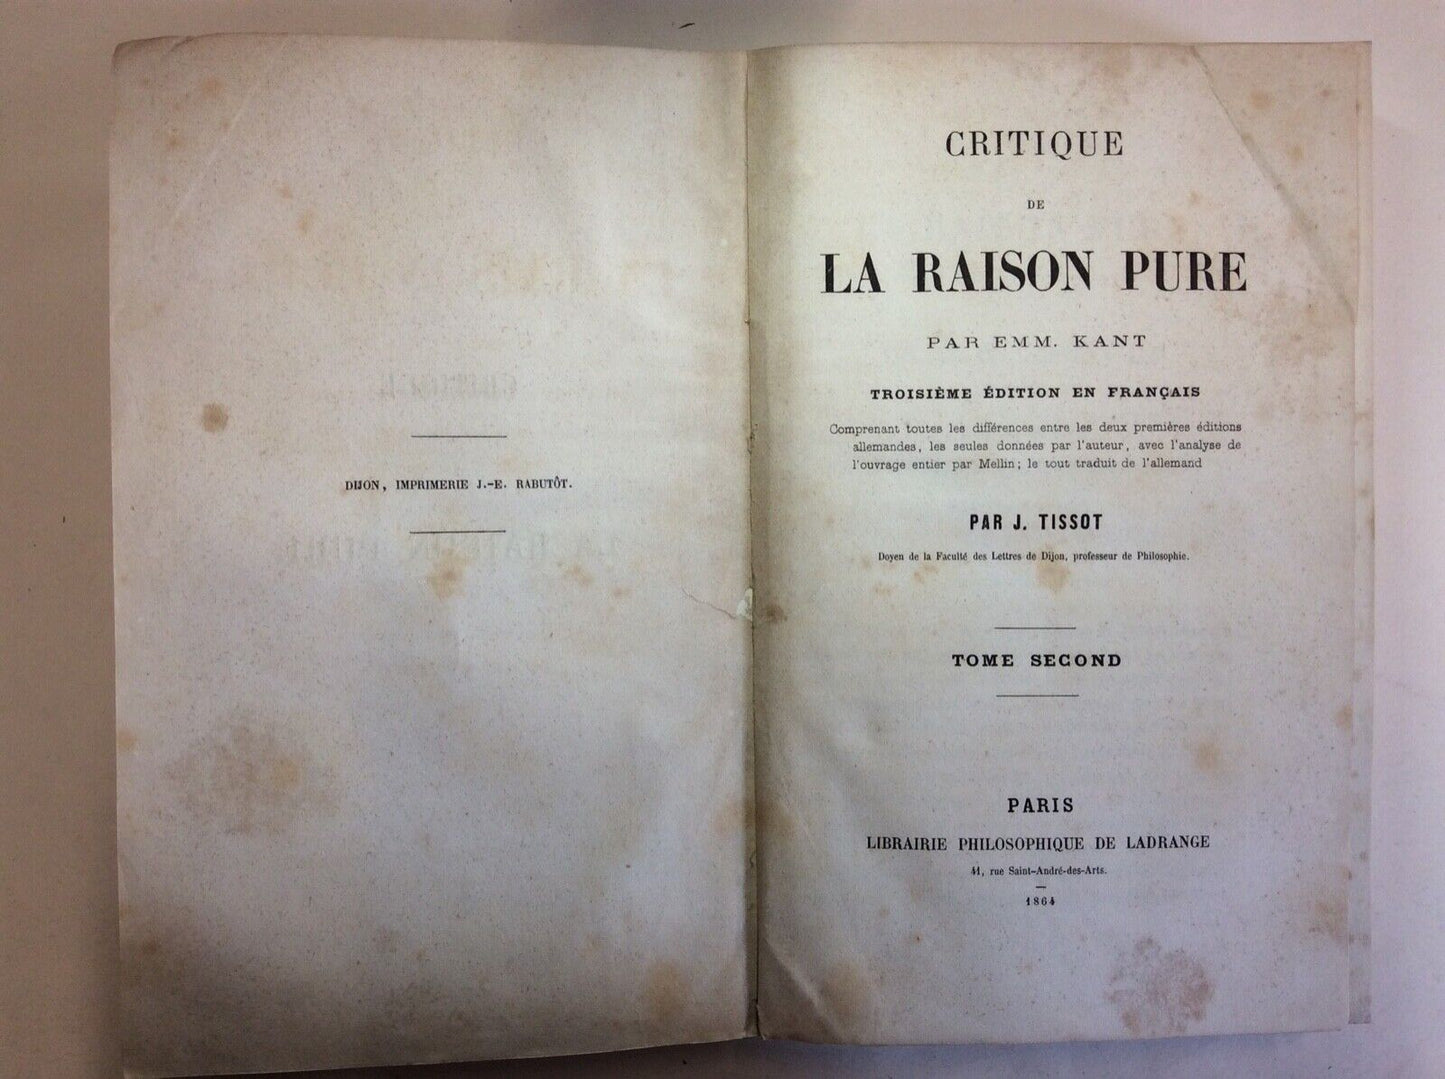 DIJON, IMPRIMERIE J.-E. RABUTÔT.
CRITIQUE
DE
LA RAISON PURE
PAR EMM. KANT
TROISIÈME ÉDITION EN FRANÇAIS
Comprenant toutes les différences entre les deux premières éditions
allemandes, les seules données par l'auteur, avec l'analyse de
l'ouvrage entier par Mellin; le tout traduit de l'allemand
PAR J. TISSOT
Doyen de la Faculté des Lettres de Dijon, professeur de Philosophie.
TOME SECOND
PARIS
LIBRAIRIE PHILOSOPHIQUE DE LADRANGE
41, rue Saint-André-des-Arts.
1864